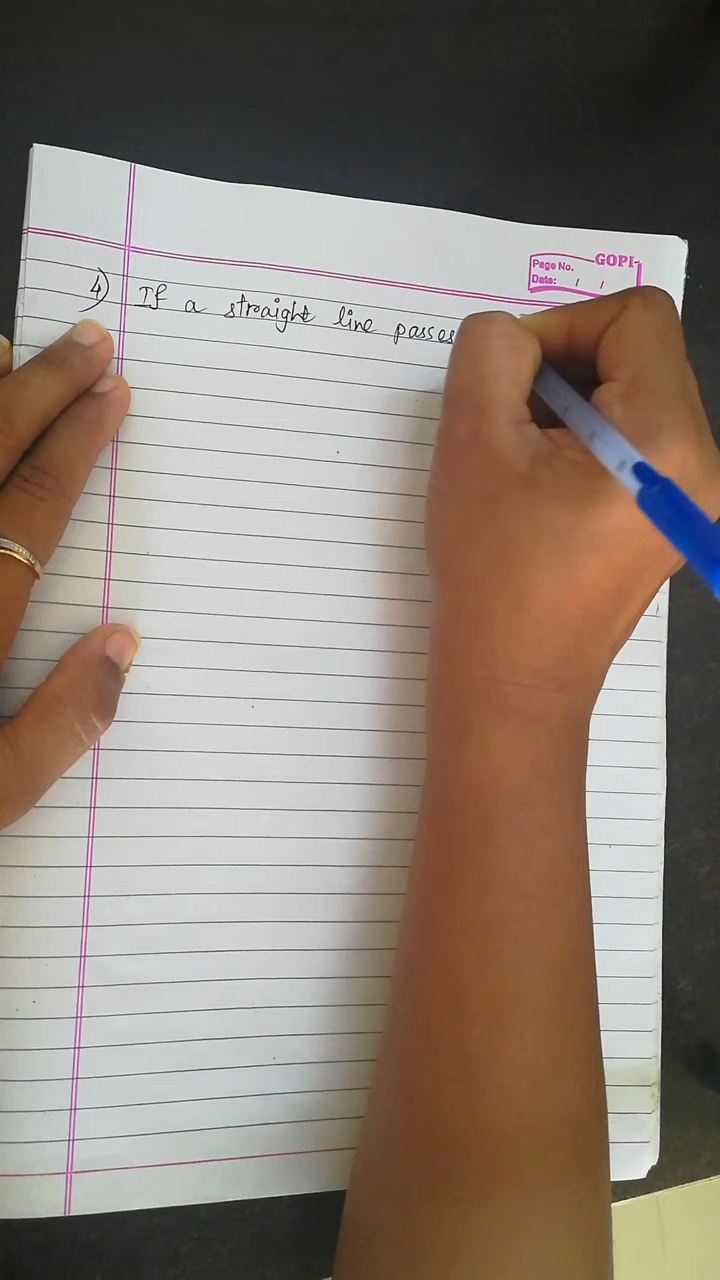 GOPI
Page No.
Date: / /
4) If a straight line passes